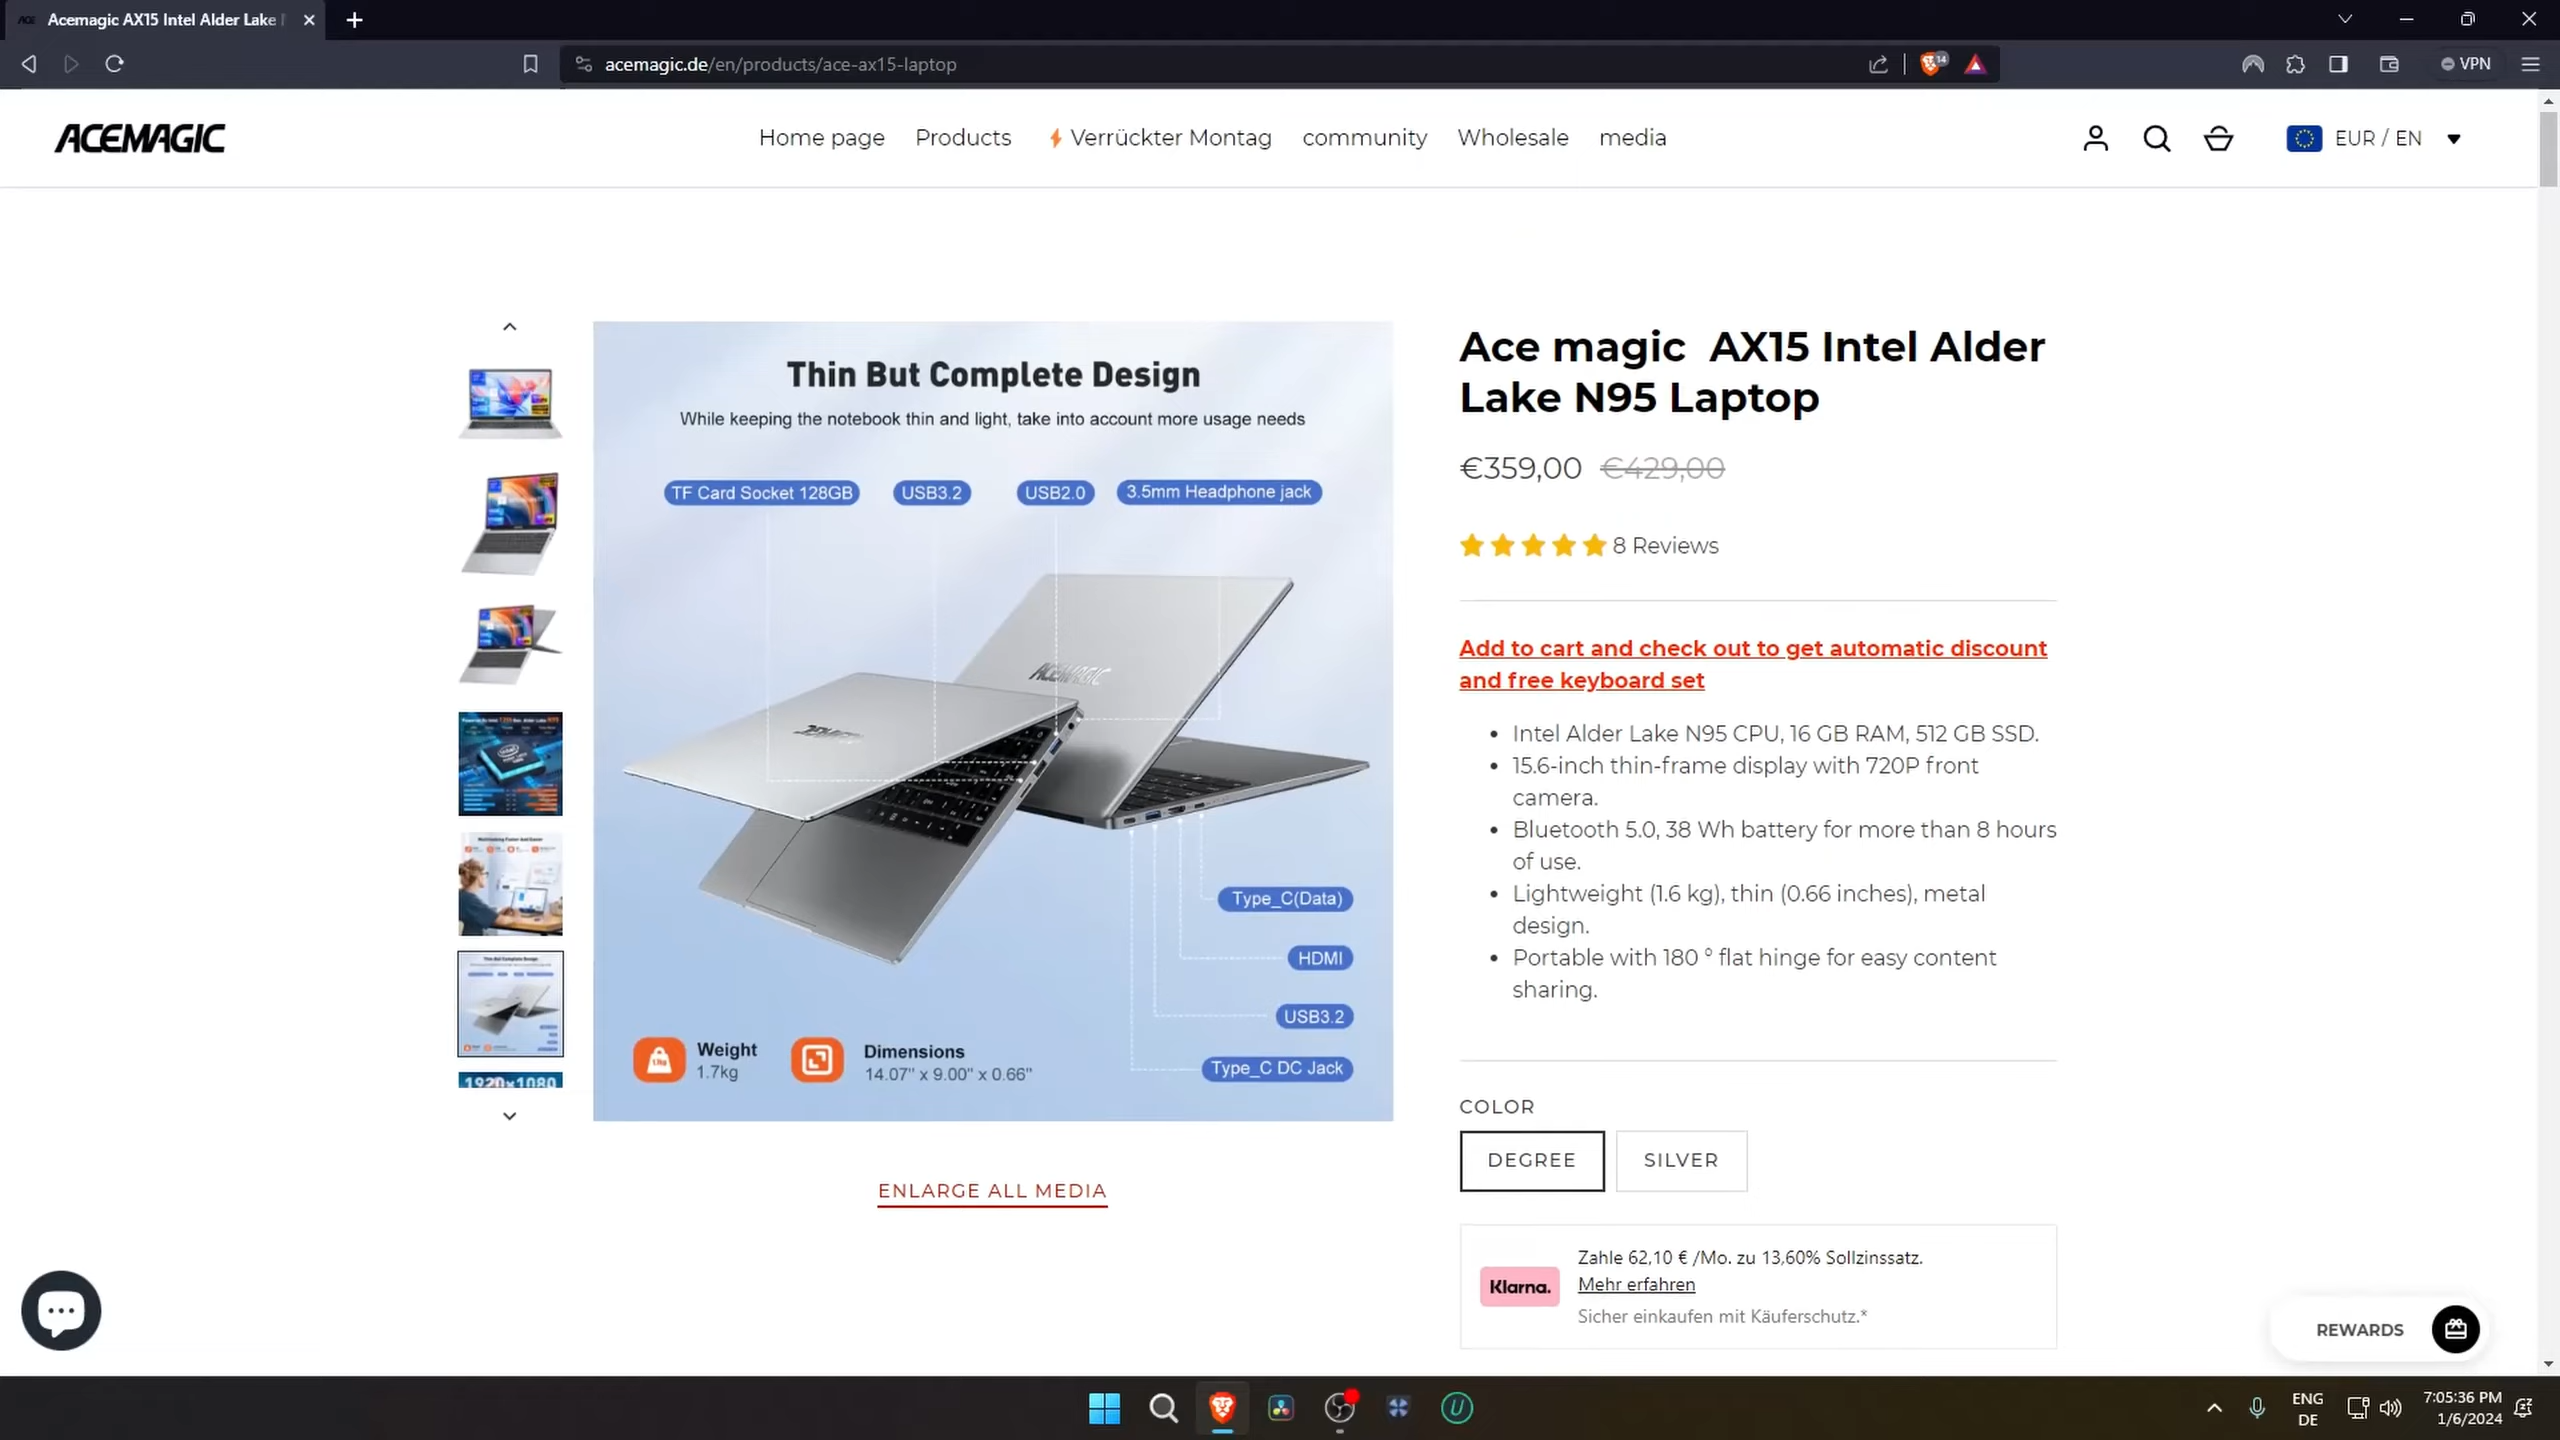 Acemagic AX15 Intel Alder Lake
acemagic.de/en/products/ace-ax15-laptop
14
VPN
ACEMAGIC
Home page
Products
Verrückter Montag
community
Wholesale
media
EUR / EN
Thin But Complete Design
While keeping the notebook thin and light, take into account more usage needs
TF Card Socket 128GB
USB3.2
USB2.0
3.5mm Headphone jack
ACEMAGIC
Type_C(Data)
HDMI
USB3.2
Type_C DC Jack
Weight
1.7kg
Dimensions
14.07" x 9.00" x 0.66"
Thin But Complete Design
1920x1080
ENLARGE ALL MEDIA
Ace magic AX15 Intel Alder
Lake N95 Laptop
€359,00 €429,00
8 Reviews
Add to cart and check out to get automatic discount
and free keyboard set
• Intel Alder Lake N95 CPU, 16 GB RAM, 512 GB SSD.
• 15.6-inch thin-frame display with 720P front
camera.
• Bluetooth 5.0, 38 Wh battery for more than 8 hours
of use.
• Lightweight (1.6 kg), thin (0.66 inches), metal
design.
• Portable with 180 ° flat hinge for easy content
sharing.
COLOR
DEGREE
SILVER
Klarna.
Zahle 62,10 € /Mo. zu 13,60% Sollzinssatz.
Mehr erfahren
Sicher einkaufen mit Käuferschutz.*
REWARDS
ENG
DE
7:05:36 PM
1/6/2024